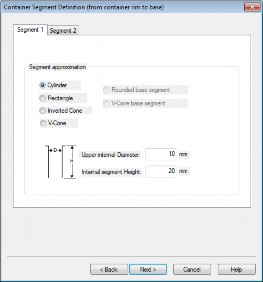 Container Segment Definition (from container rim to base)
Segment 1 Segment 2
Segment approximation
Cylinder
Rectangle
Inverted Cone
V-Cone
Rounded base segment
V-Cone base segment
D
Upper internal Diameter: 10 mm
Internal segment Height: 20 mm
< Back Next > Cancel Help